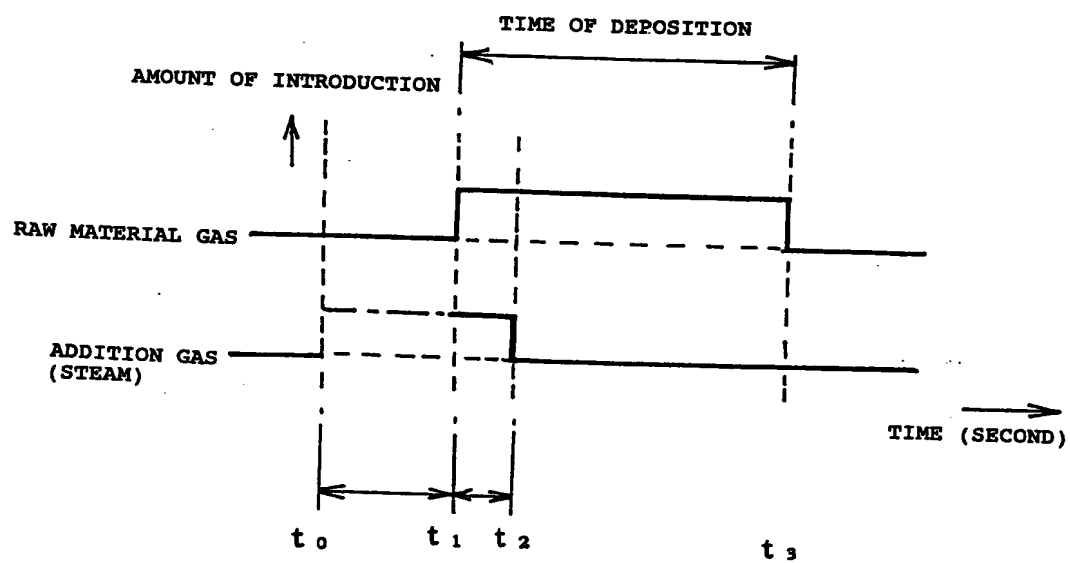 TIME OF DEPOSITION
AMOUNT OF INTRODUCTION
RAW MATERIAL GAS
ADDITION GAS
(STEAM)
TIME (SECOND)
t0 t1 t2 t3